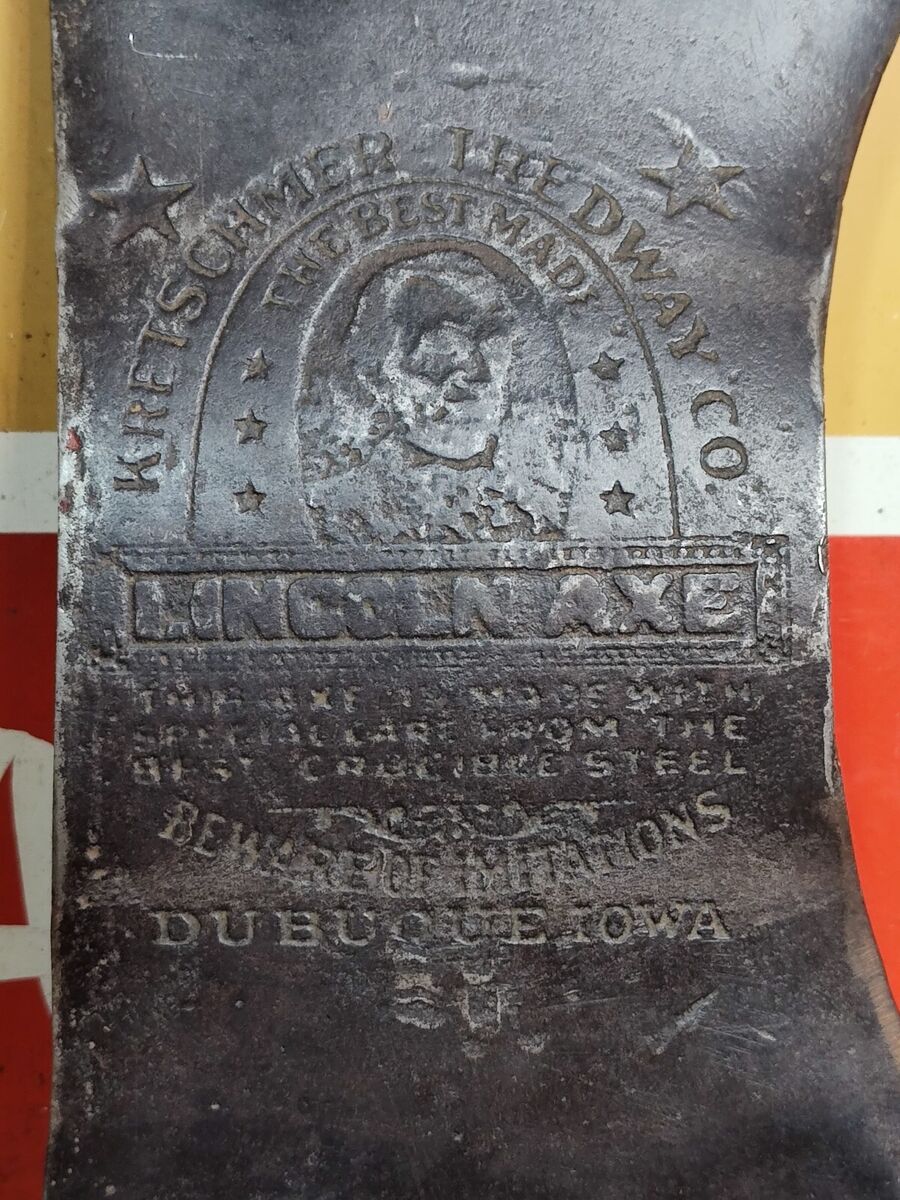 KRETSCHMER TREDWAY CO.
THE BEST MADE
LINCOLN AXE
THIS AXE IS MADE WITH
SPECIAL CARE FROM THE
BEST CRUCIBLE STEEL
BEWARE OF IMITATIONS
DUBUQUE IOWA